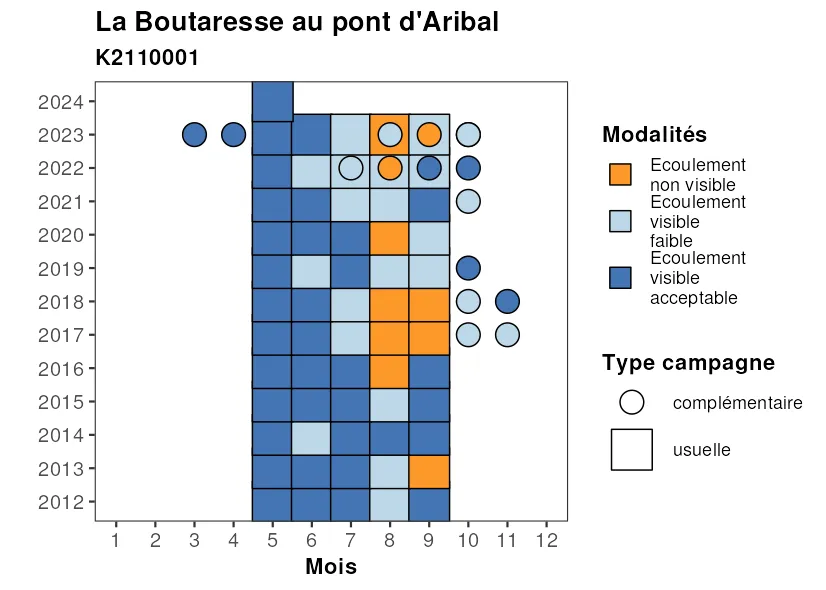 La Boutaresse au pont d'Aribal
K2110001
2024
2023
2022
2021
2020
2019
2018
2017
2016
2015
2014
2013
2012
1 2 3 4 5 6 7 8 9 10 11 12
Mois
Modalités
Ecoulement
non visible
Ecoulement
visible
faible
Ecoulement
visible
acceptable
Type campagne
complémentaire
usuelle